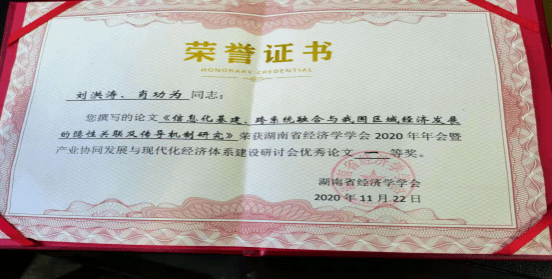 荣誉证书
HONORARY CREDENTIAL
刘洪涛、肖功为 同志:
您撰写的论文《信息化基建、跨系统融合与我国区域经济发展
的隐性关联及传导机制研究》荣获湖南省经济学学会 2020 年年会暨
产业协同发展与现代化经济体系建设研讨会优秀论文 一 等奖。
湖南省经济学学会
2020 年 11 月 22 日